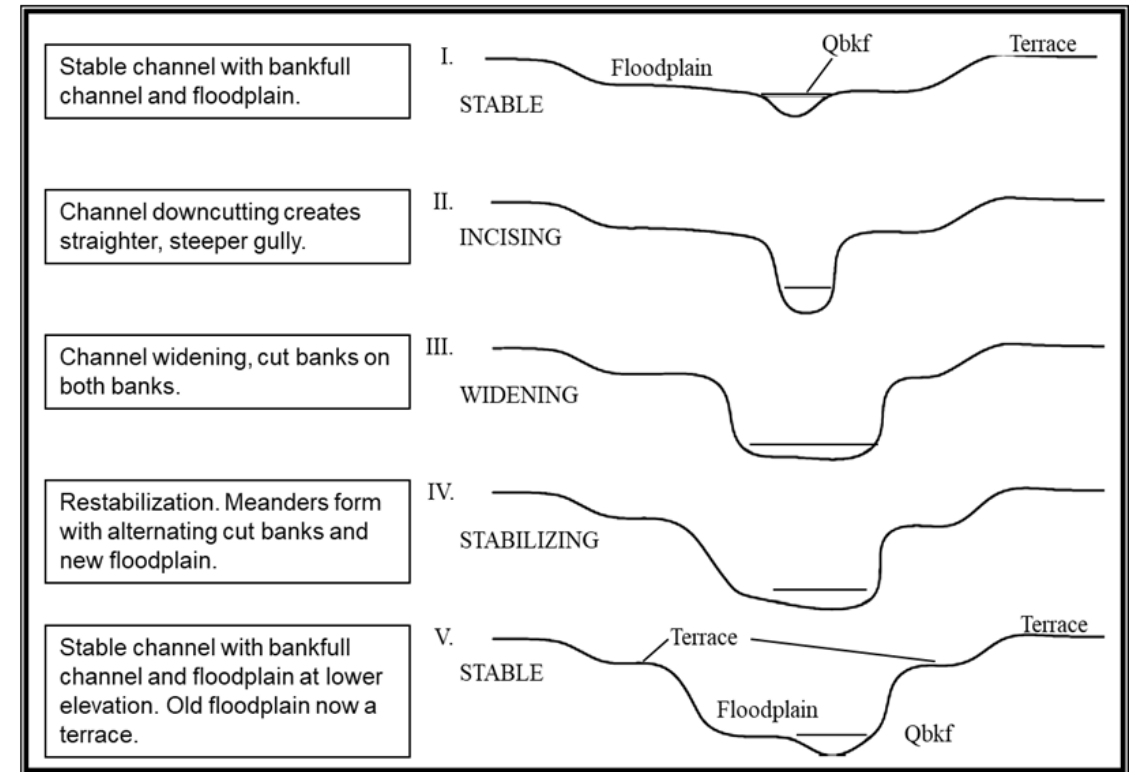 Stable channel with bankfull
channel and floodplain.
I.
STABLE
Floodplain
Qbkf
Terrace
Channel downcutting creates
straighter, steeper gully.
II.
INCISING
Channel widening, cut banks on
both banks.
III.
WIDENING
Restabilization. Meanders form
with alternating cut banks and
new floodplain.
IV.
STABILIZING
Stable channel with bankfull
channel and floodplain at lower
elevation. Old floodplain now a
terrace.
V.
STABLE
Terrace
Terrace
Floodplain
Qbkf